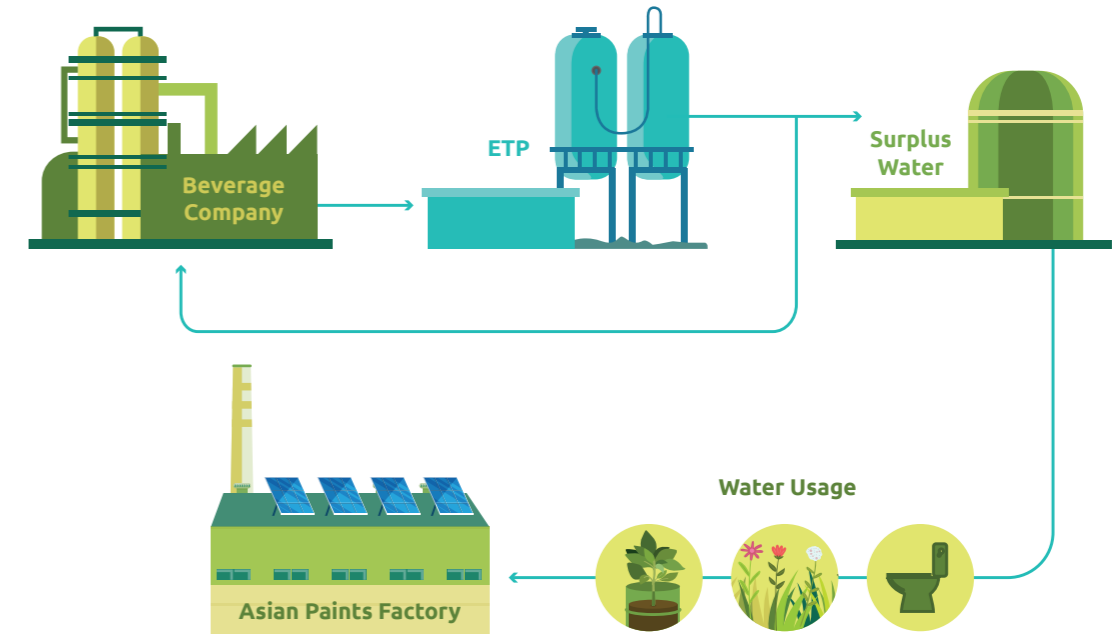 Beverage
Company
ETP
Surplus
Water
Water Usage
Asian Paints Factory